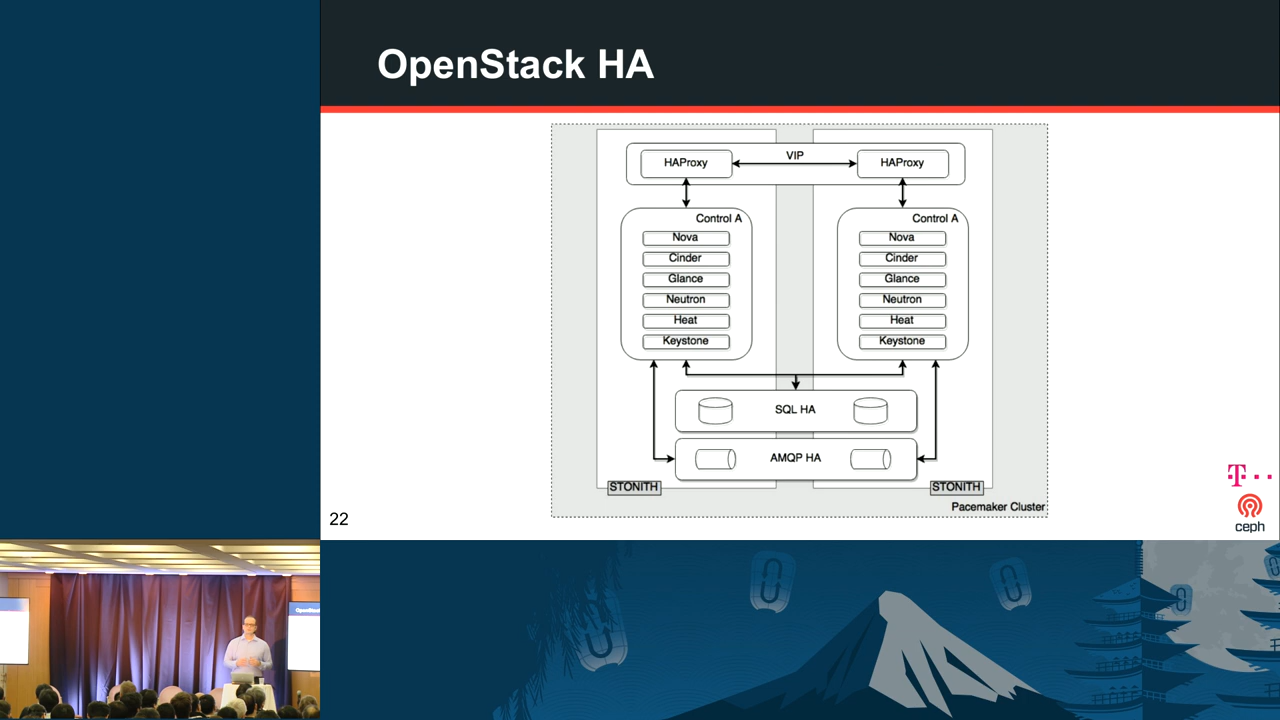 OpenStack HA
HAProxy
VIP
HAProxy
Control A
Nova
Cinder
Glance
Neutron
Heat
Keystone
Control A
Nova
Cinder
Glance
Neutron
Heat
Keystone
SQL HA
AMQP HA
STONITH
STONITH
Pacemaker Cluster
22
T
ceph
OpenStack